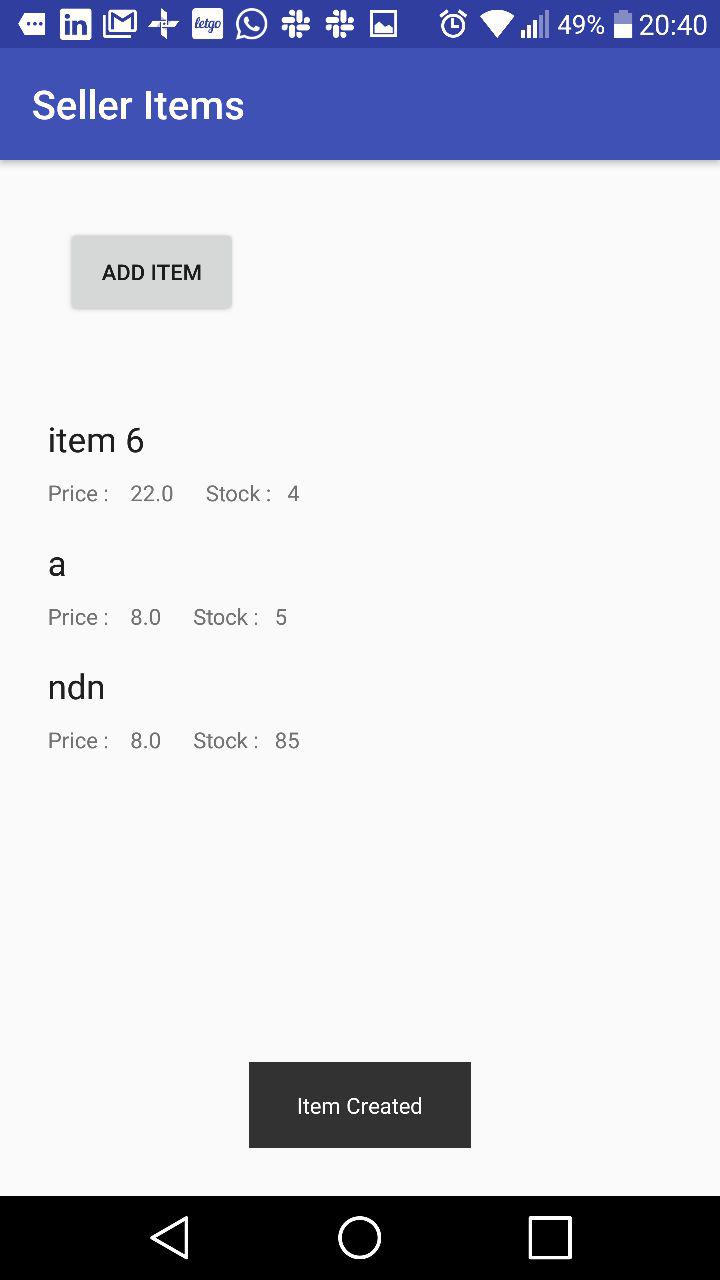 letgo 49% 20:40
Seller Items
ADD ITEM
item 6
Price : 22.0 Stock : 4
a
Price : 8.0 Stock : 5
ndn
Price : 8.0 Stock : 85
Item Created